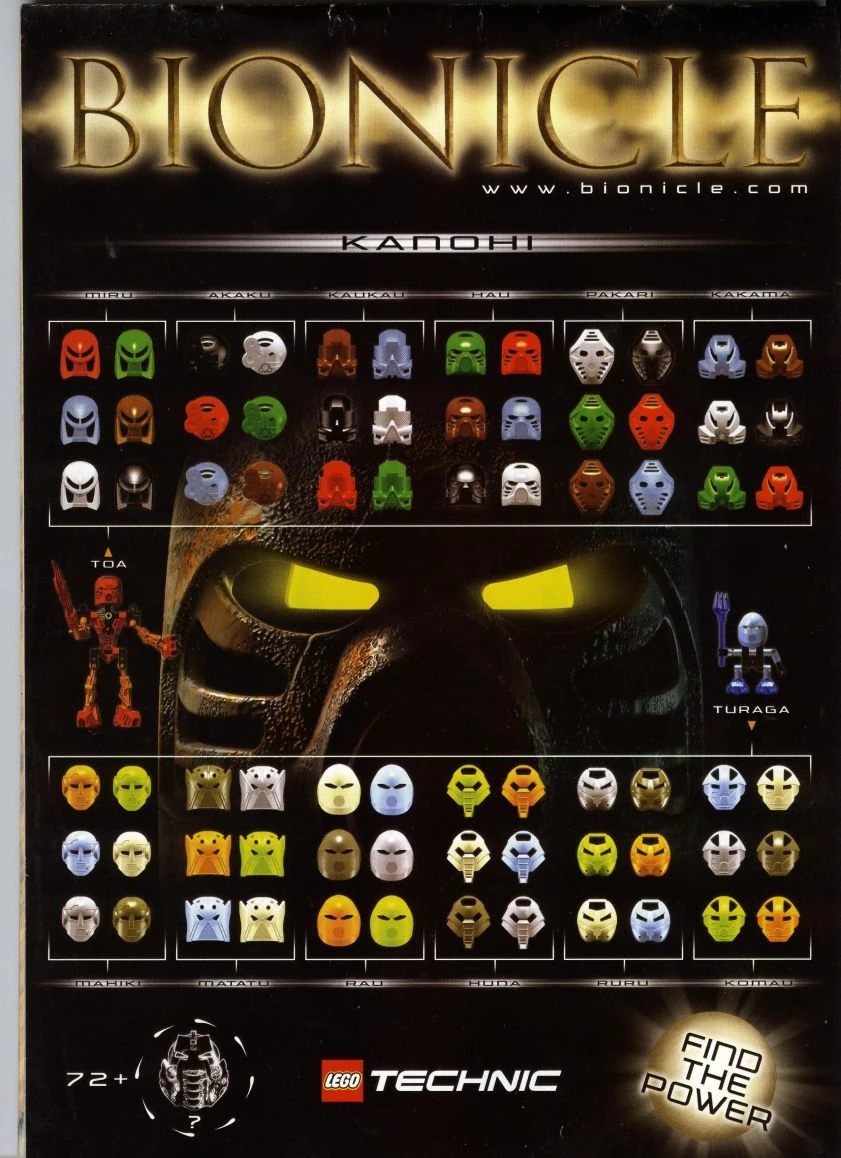 BIONICLE
www.bionicle.com
KANOHI
MIRU AKAKU KAUKAU HAU PAKARI KAKAMA
TOA
TURAGA
MAHIKI MATATU RAU HUNA RURU KOMAU
72+
?
LEGO TECHNIC
FIND
THE
POWER